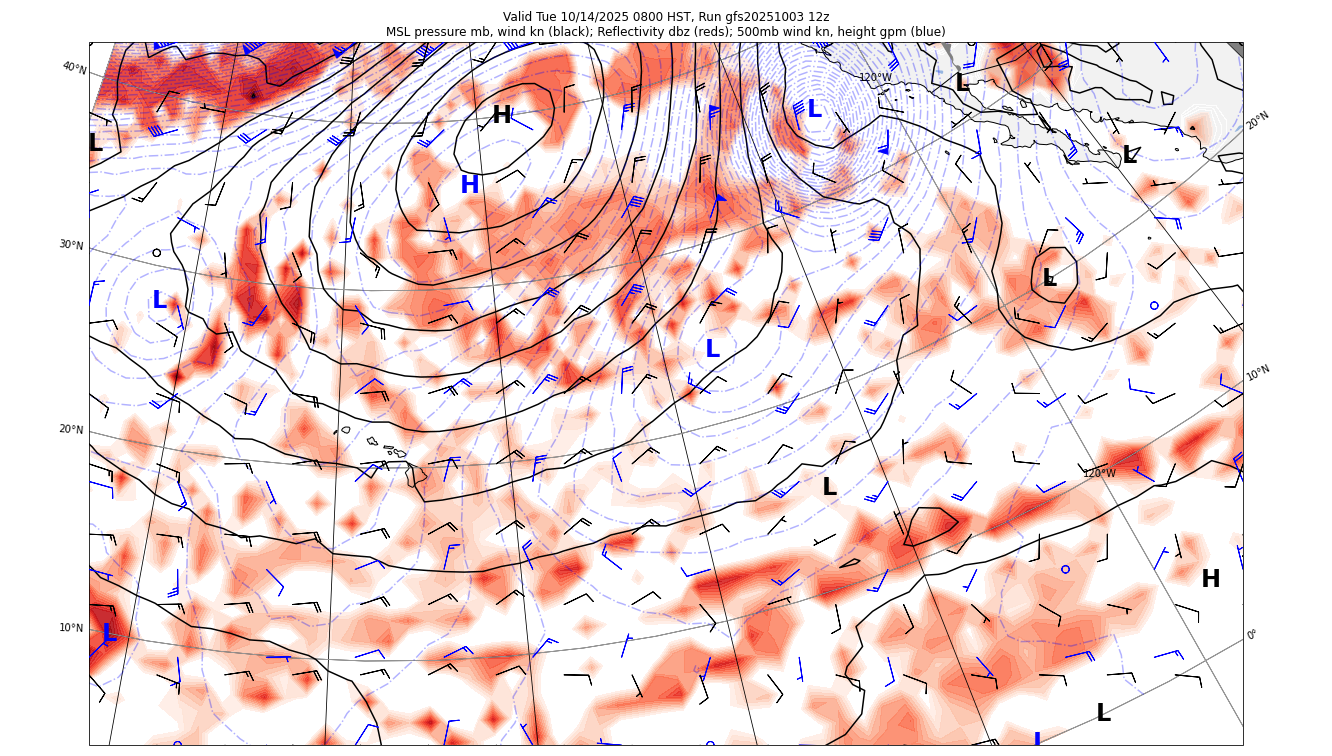 Valid Tue 10/14/2025 0800 HST, Run gfs20251003 12z
MSL pressure mb, wind kn (black); Reflectivity dbz (reds); 500mb wind kn, height gpm (blue)
40°N
120°W
L
H
L
L
20°N
L
L
H
30°N
L
L
L
10°N
20°N
120°W
L
H
10°N
L
0°
L
L